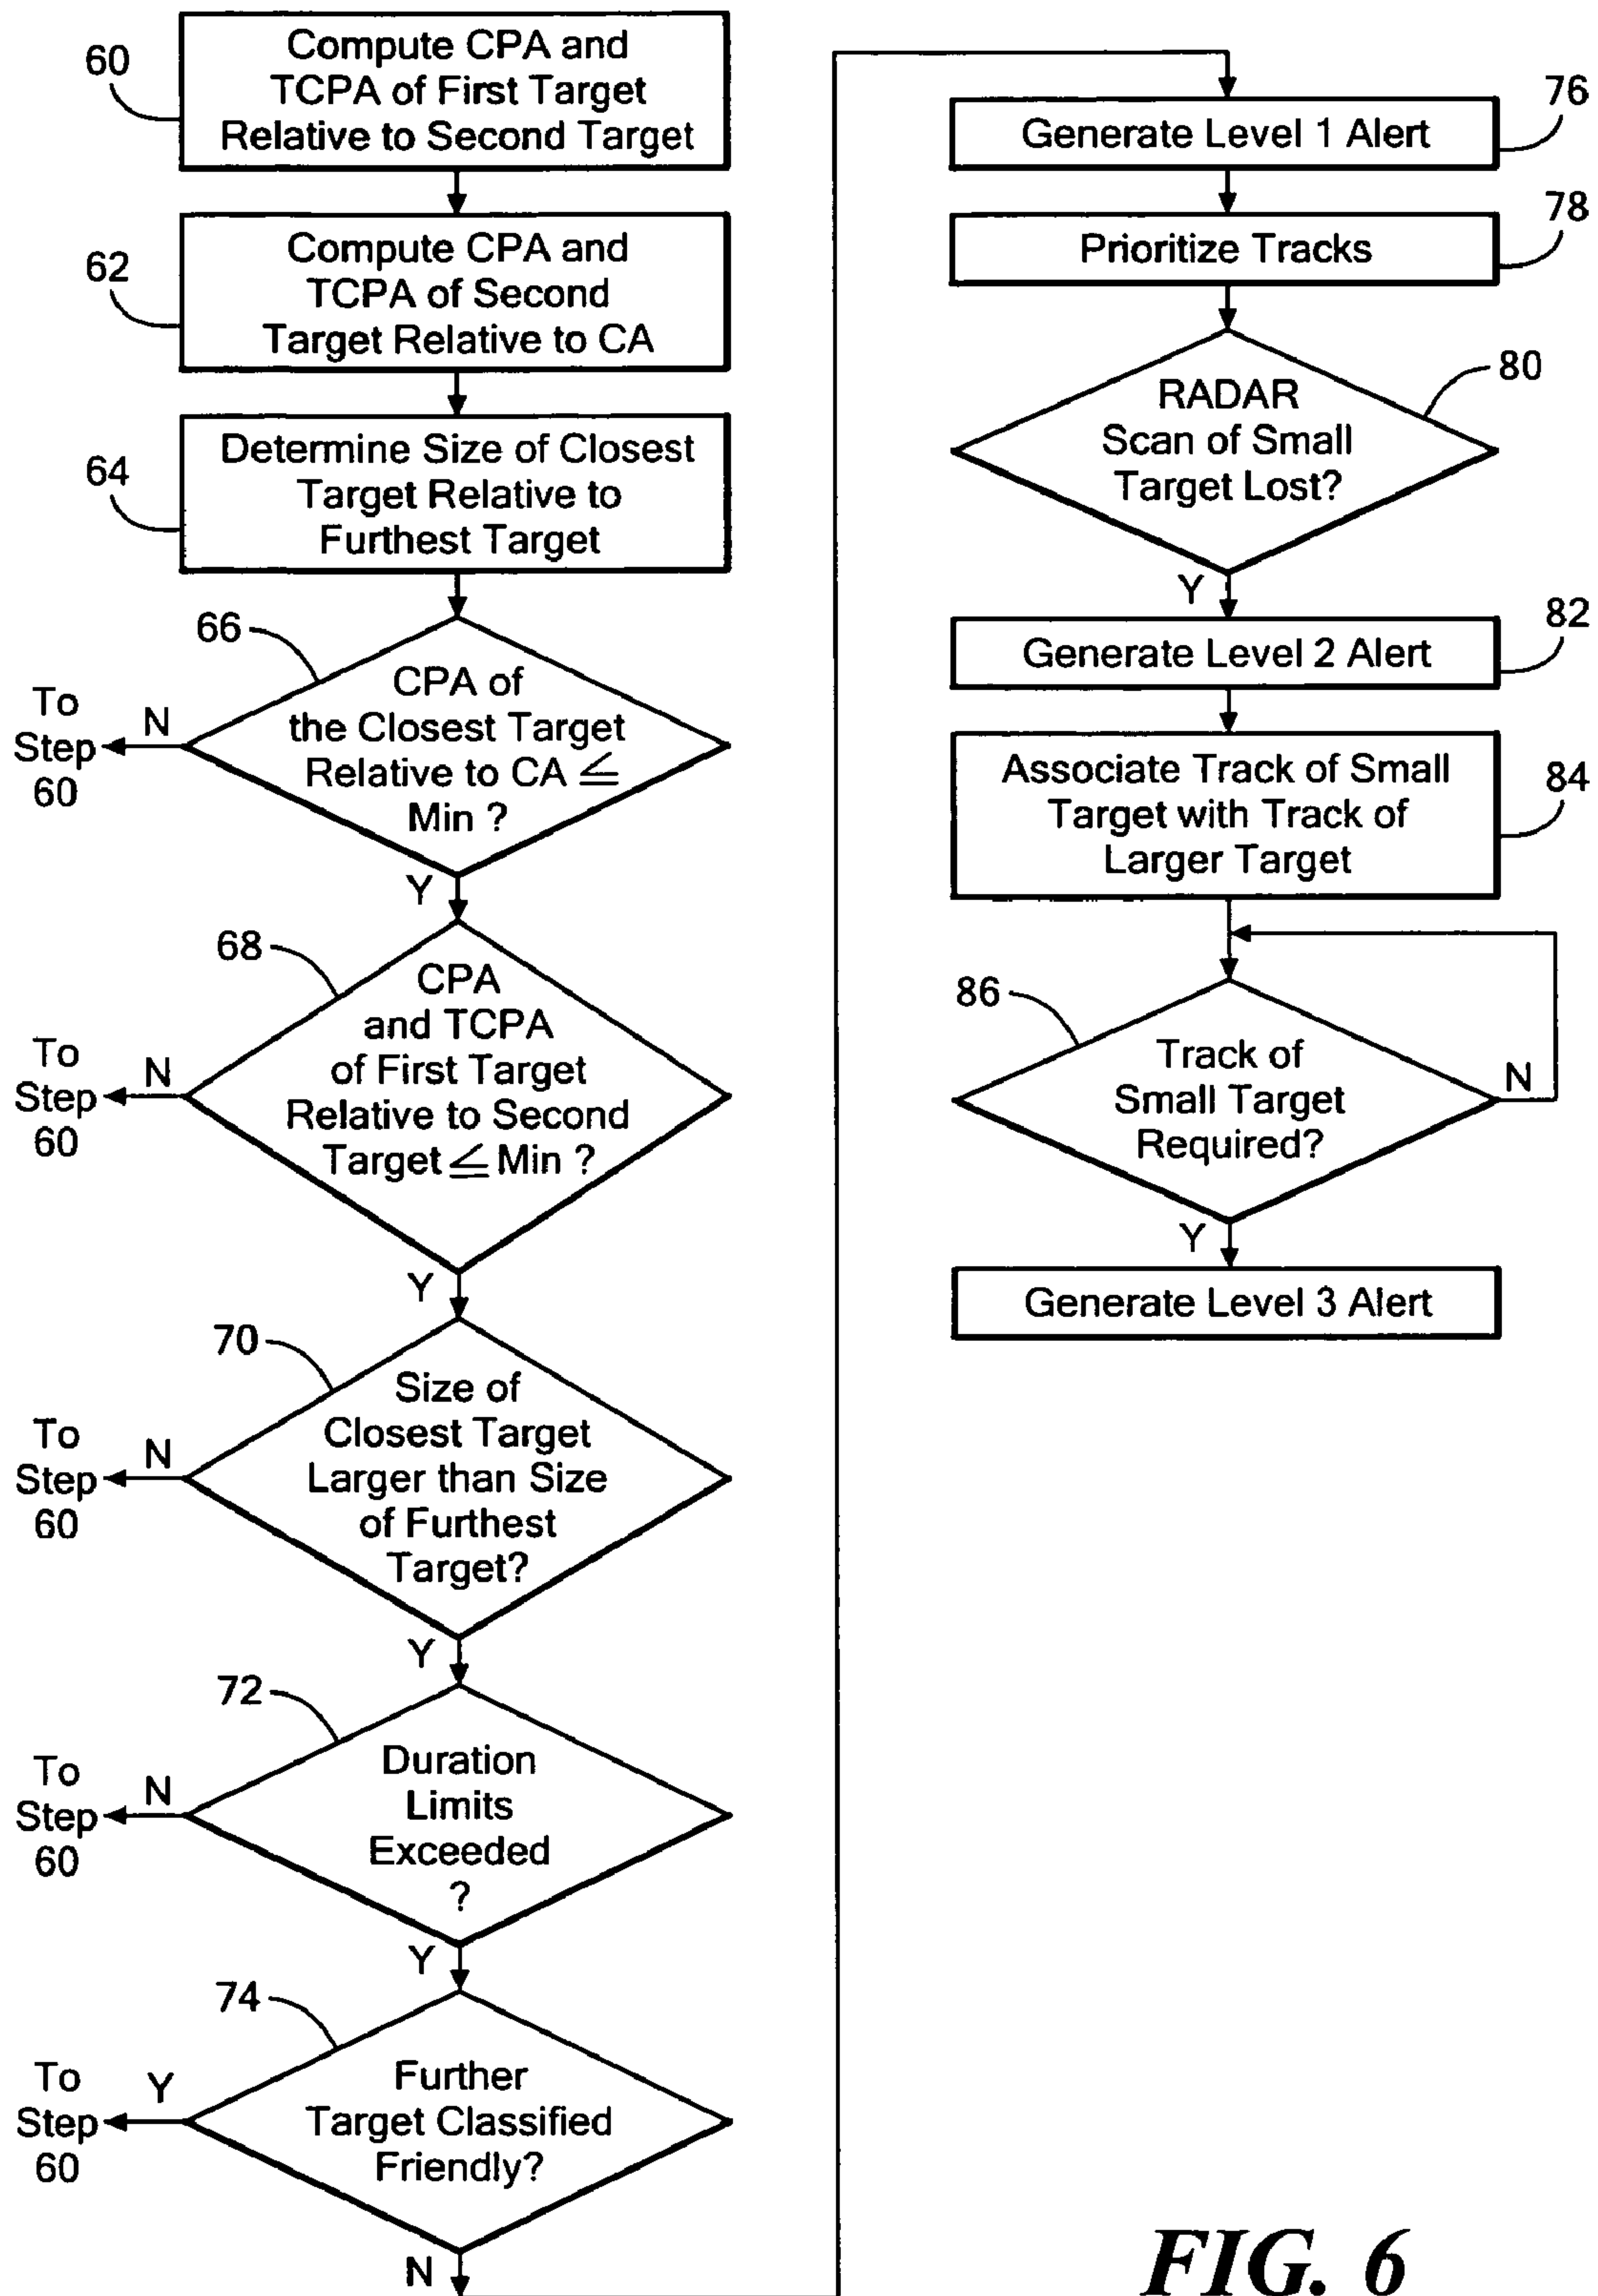 60
Compute CPA and
TCPA of First Target
Relative to Second Target
62
Compute CPA and
TCPA of Second
Target Relative to CA
64
Determine Size of Closest
Target Relative to
Furthest Target
66
CPA of
the Closest Target
Relative to CA ≦
Min ?
N
To
Step
60
Y
68
CPA
and TCPA
of First Target
Relative to Second
Target ≦ Min ?
N
To
Step
60
Y
70
Size of
Closest Target
Larger than Size
of Furthest
Target?
N
To
Step
60
Y
72
Duration
Limits
Exceeded
?
N
To
Step
60
Y
74
Further
Target Classified
Friendly?
Y
To
Step
60
N
76
Generate Level 1 Alert
78
Prioritize Tracks
80
RADAR
Scan of Small
Target Lost?
Y
82
Generate Level 2 Alert
84
Associate Track of Small
Target with Track of
Larger Target
86
Track of
Small Target
Required?
N
Y
Generate Level 3 Alert
FIG. 6